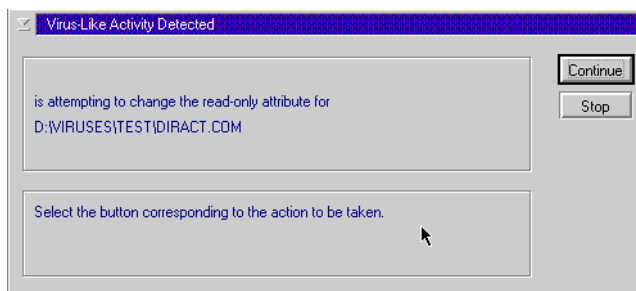 Virus-Like Activity Detected
is attempting to change the read-only attribute for
D:\VIRUSES\TEST\DIRACT.COM
Continue
Stop
Select the button corresponding to the action to be taken.